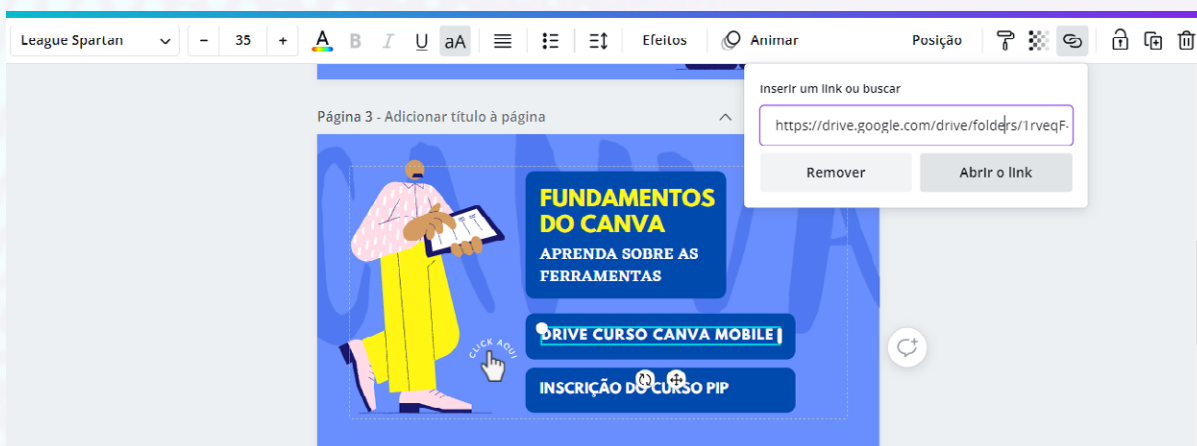 League Spartan
– 35 +
A B I U aA Efeitos Animar Posição
Inserir um link ou buscar
https://drive.google.com/drive/folders/1rveqF-
Remover Abrir o link
Página 3 - Adicionar título à página
FUNDAMENTOS
DO CANVA
APRENDA SOBRE AS
FERRAMENTAS
DRIVE CURSO CANVA MOBILE
CLICK AQUI
INSCRIÇÃO DO CURSO PIP